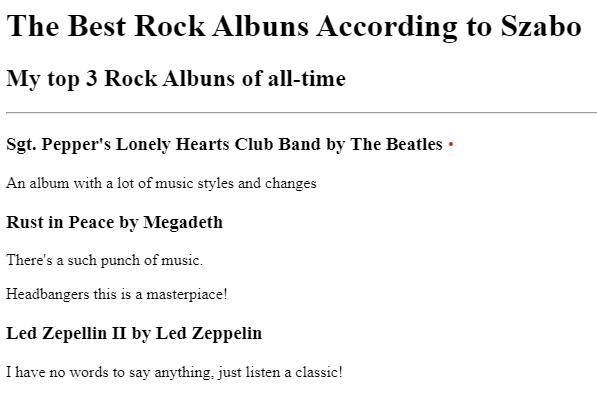 The Best Rock Albuns According to Szabo
My top 3 Rock Albuns of all-time
Sgt. Pepper's Lonely Hearts Club Band by The Beatles •
An album with a lot of music styles and changes
Rust in Peace by Megadeth
There's a such punch of music.
Headbangers this is a masterpiace!
Led Zepellin II by Led Zeppelin
I have no words to say anything, just listen a classic!